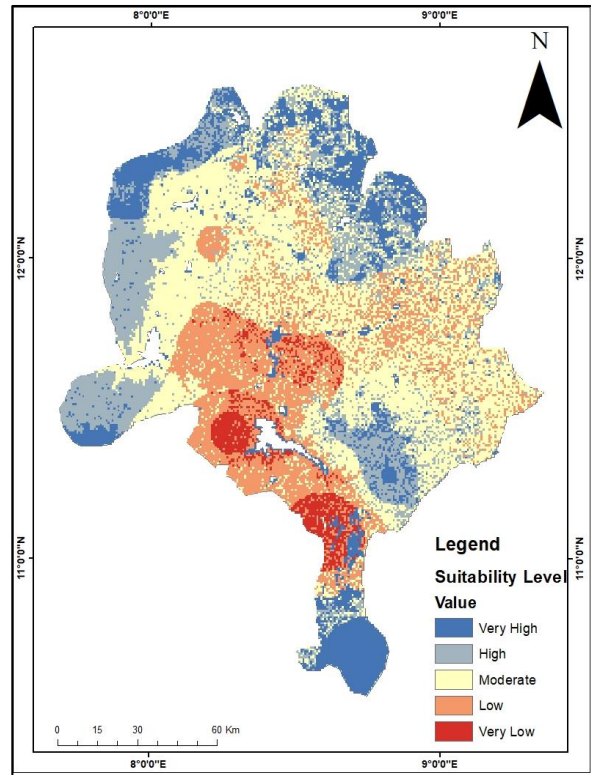 8°0'0"E 9°0'0"E
N
12°0'0"N 12°0'0"N
11°0'0"N 11°0'0"N
Legend
Suitability Level
Value
Very High
High
Moderate
Low
Very Low
0 15 30 60 Km
8°0'0"E 9°0'0"E